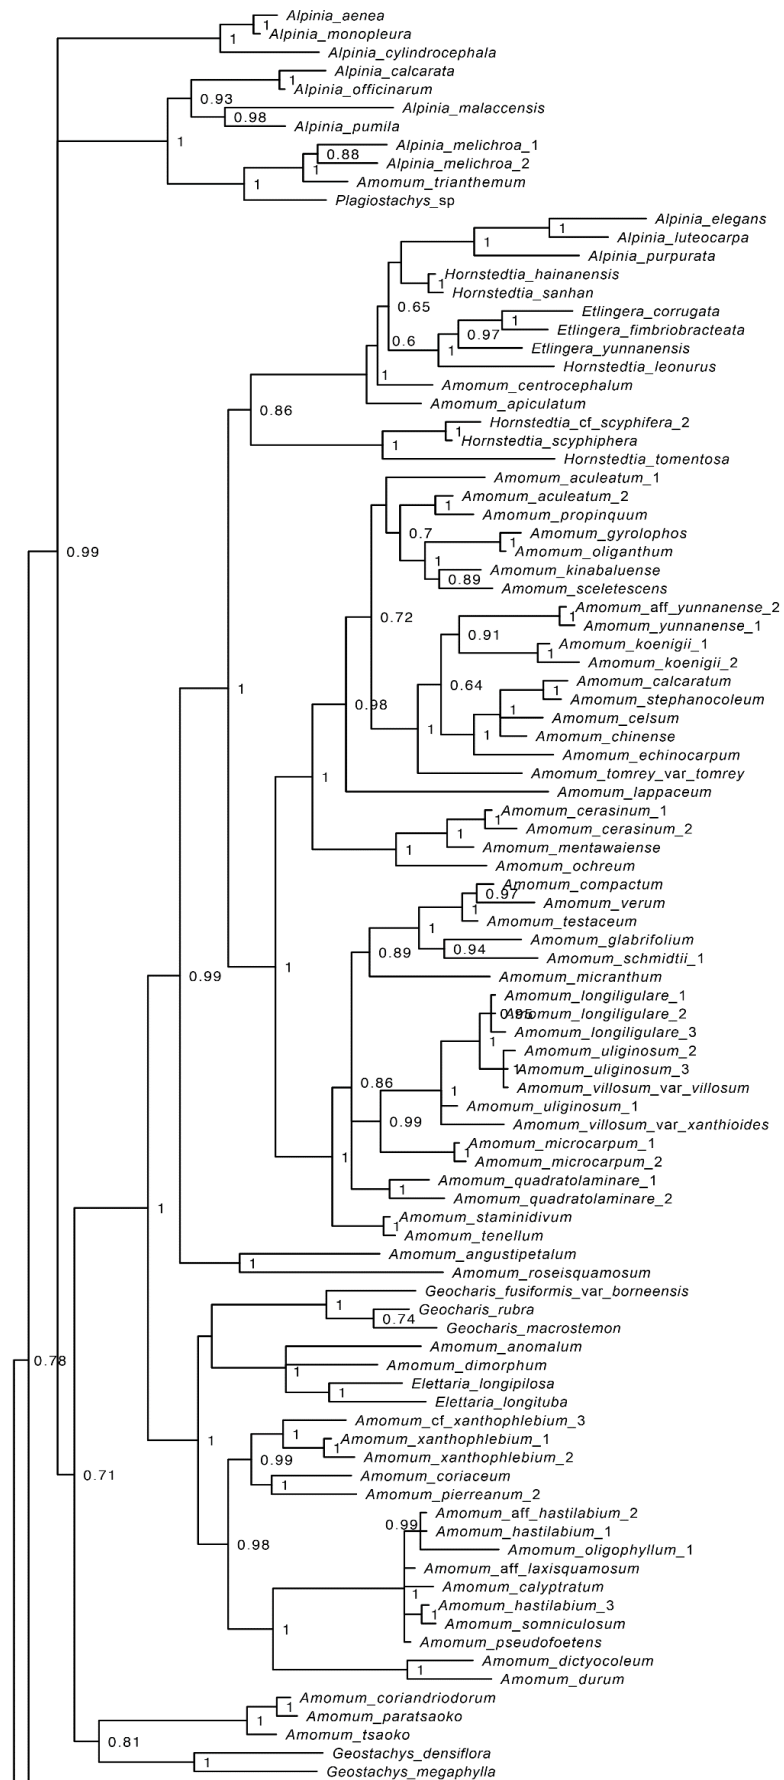 Alpinia_aenea
1
Alpinia_monopleura
1
Alpinia_cylindrocephala
Alpinia_calcarata
1
Alpinia_officinarum
0.93
Alpinia_malaccensis
0.98
Alpinia_pumila
1
Alpinia_melichroa_1
0.88
Alpinia_melichroa_2
1
Amomum_trianthemum
1
Plagiostachys_sp
Alpinia_elegans
1
Alpinia_luteocarpa
1
Alpinia_purpurata
Hornstedtia_hainanensis
1
Hornstedtia_sanhan
0.65
Etlingera_corrugata
1
Etlingera_fimbriobracteata
0.97
0.6
1
Etlingera_yunnanensis
Hornstedtia_leonurus
1
Amomum_centrocephalum
Amomum_apiculatum
0.86
Hornstedtia_cf_scyphifera_2
1
Hornstedtia_scyphiphera
1
Hornstedtia_tomentosa
Amomum_aculeatum_1
Amomum_aculeatum_2
1
Amomum_propinquum
0.7
Amomum_gyrolophos
1
Amomum_oliganthum
0.99
1
Amomum_kinabaluense
0.89
Amomum_sceletescens
Amomum_aff_yunnanense_2
1
0.72
Amomum_yunnanense_1
0.91
Amomum_koenigii_1
1
Amomum_koenigii_2
0.64
Amomum_calcaratum
1
1
Amomum_stephanocoleum
0.98
1
Amomum_celsum
1
1
Amomum_chinense
Amomum_echinocarpum
1
Amomum_tomrey_var_tomrey
Amomum_lappaceum
Amomum_cerasinum_1
1
Amomum_cerasinum_2
1
Amomum_mentawaiense
1
Amomum_ochreum
Amomum_compactum
0.97
Amomum_verum
1
Amomum_testaceum
1
Amomum_glabrifolium
0.89
0.94
Amomum_schmidtii_1
1
0.99
Amomum_micranthum
Amomum_longiligulare_1
0.95
Amomum_longiligulare_2
Amomum_longiligulare_3
1
Amomum_uliginosum_2
1
Amomum_uliginosum_3
0.86
1
Amomum_villosum_var_villosum
Amomum_uliginosum_1
0.99
Amomum_villosum_var_xanthioides
Amomum_microcarpum_1
1
1
Amomum_microcarpum_2
Amomum_quadratolaminare_1
1
Amomum_quadratolaminare_2
1
Amomum_staminidivum
1
Amomum_tenellum
Amomum_angustipetalum
1
Amomum_roseisquamosum
Geocharis_fusiformis_var_borneensis
1
Geocharis_rubra
0.74
Geocharis_macrostemon
Amomum_anomalum
0.78
1
Amomum_dimorphum
Elettaria_longipilosa
1
Elettaria_longituba
Amomum_cf_xanthophlebium_3
1
1
Amomum_xanthophlebium_1
1
Amomum_xanthophlebium_2
0.99
0.71
Amomum_coriaceum
1
Amomum_pierreanum_2
Amomum_aff_hastilabium_2
0.99
Amomum_hastilabium_1
0.98
Amomum_oligophyllum_1
Amomum_aff_laxisquamosum
1
Amomum_calyptratum
Amomum_hastilabium_3
1
1
Amomum_somniculosum
Amomum_pseudofoetens
Amomum_dictyocoleum
1
Amomum_durum
Amomum_coriandriodorum
1
1
Amomum_paratsaoko
Amomum_tsaoko
0.81
Geostachys_densiflora
1
Geostachys_megaphylla